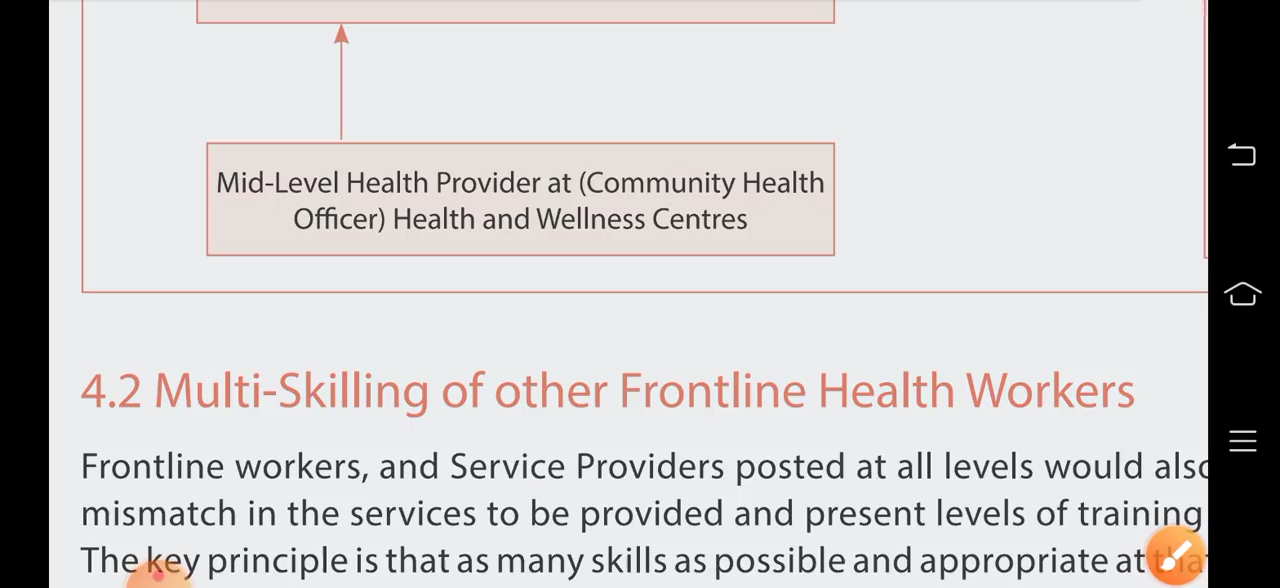 Mid-Level Health Provider at (Community Health
Officer) Health and Wellness Centres
4.2 Multi-Skilling of other Frontline Health Workers
Frontline workers, and Service Providers posted at all levels would also
mismatch in the services to be provided and present levels of training
The key principle is that as many skills as possible and appropriate at